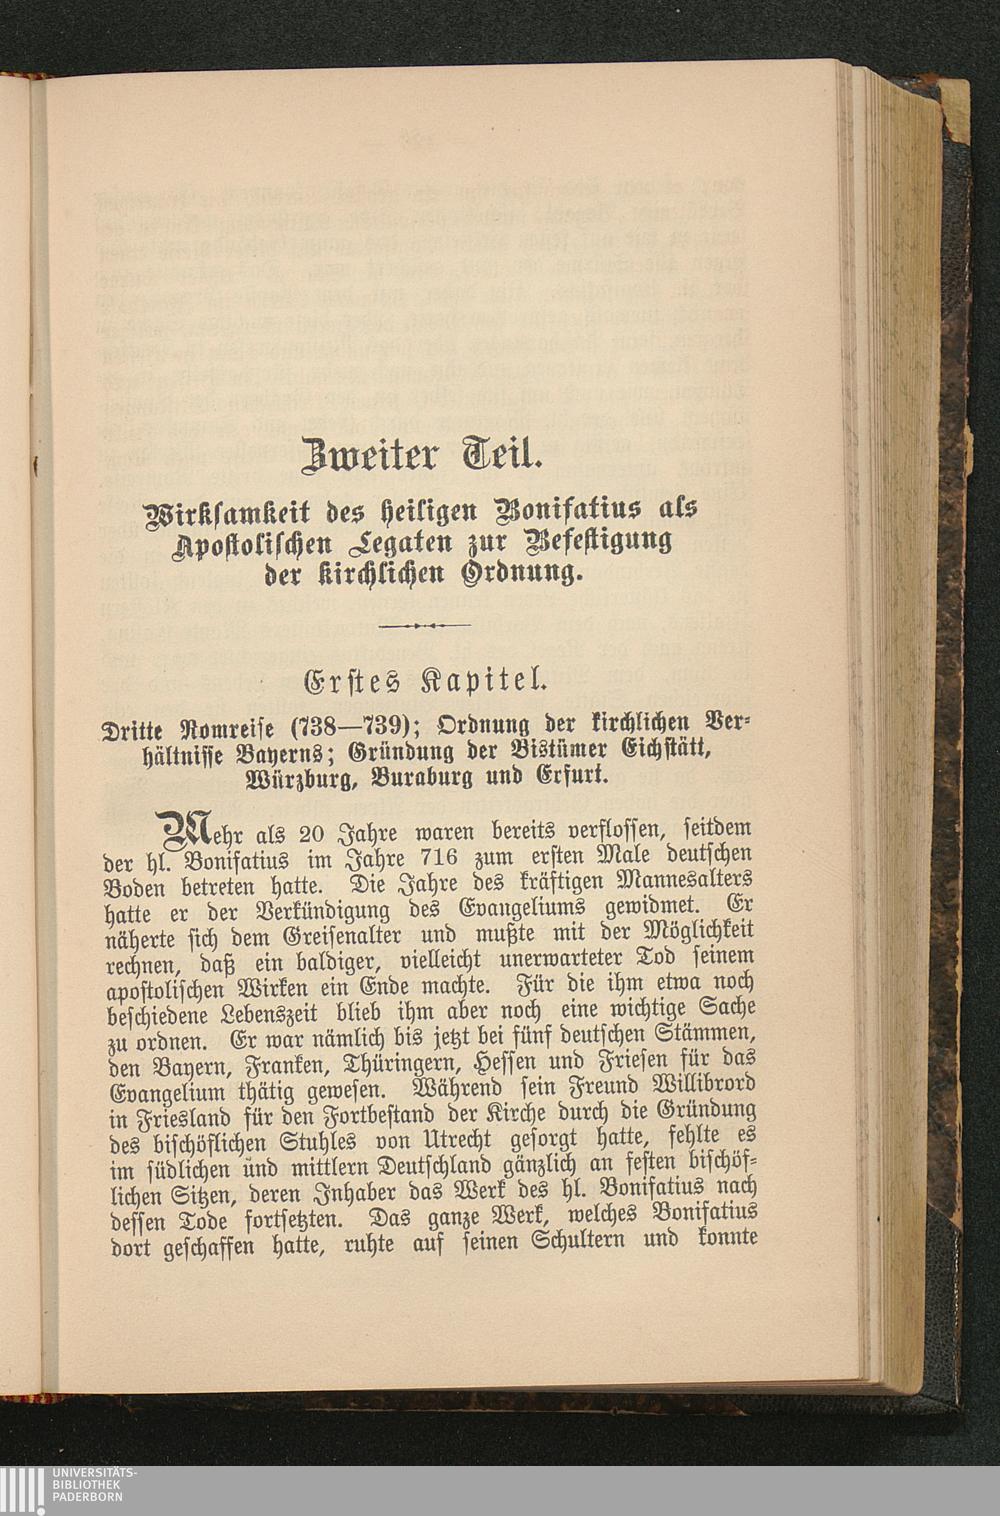 Zweiter Teil.
Wirksamkeit des heiligen Bonifatius als
Apostolischen Legaten zur Befestigung
der kirchlichen Ordnung.
Erstes Kapitel.
Dritte Romreise (738—739); Ordnung der kirchlichen Ver-
hältnisse Bayerns; Gründung der Bistümer Eichstätt,
Würzburg, Buraburg und Erfurt.
Mehr als 20 Jahre waren bereits verflossen, seitdem
der hl. Bonifatius im Jahre 716 zum ersten Male deutschen
Boden betreten hatte. Die Jahre des kräftigen Mannesalters
hatte er der Verkündigung des Evangeliums gewidmet. Er
näherte sich dem Greisenalter und mußte mit der Möglichkeit
rechnen, daß ein baldiger, vielleicht unerwarteter Tod seinem
apostolischen Wirken ein Ende machte. Für die ihm etwa noch
beschiedene Lebenszeit blieb ihm aber noch eine wichtige Sache
zu ordnen. Er war nämlich bis jetzt bei fünf deutschen Stämmen,
den Bayern, Franken, Thüringern, Hessen und Friesen für das
Evangelium thätig gewesen. Während sein Freund Willibrord
in Friesland für den Fortbestand der Kirche durch die Gründung
des bischöflichen Stuhles von Utrecht gesorgt hatte, fehlte es
im südlichen und mittlern Deutschland gänzlich an festen bischöf-
lichen Sitzen, deren Inhaber das Werk des hl. Bonifatius nach
dessen Tode fortsetzten. Das ganze Werk, welches Bonifatius
dort geschaffen hatte, ruhte auf seinen Schultern und konnte
UNIVERSITÄTS-
BIBLIOTHEK
PADERBORN